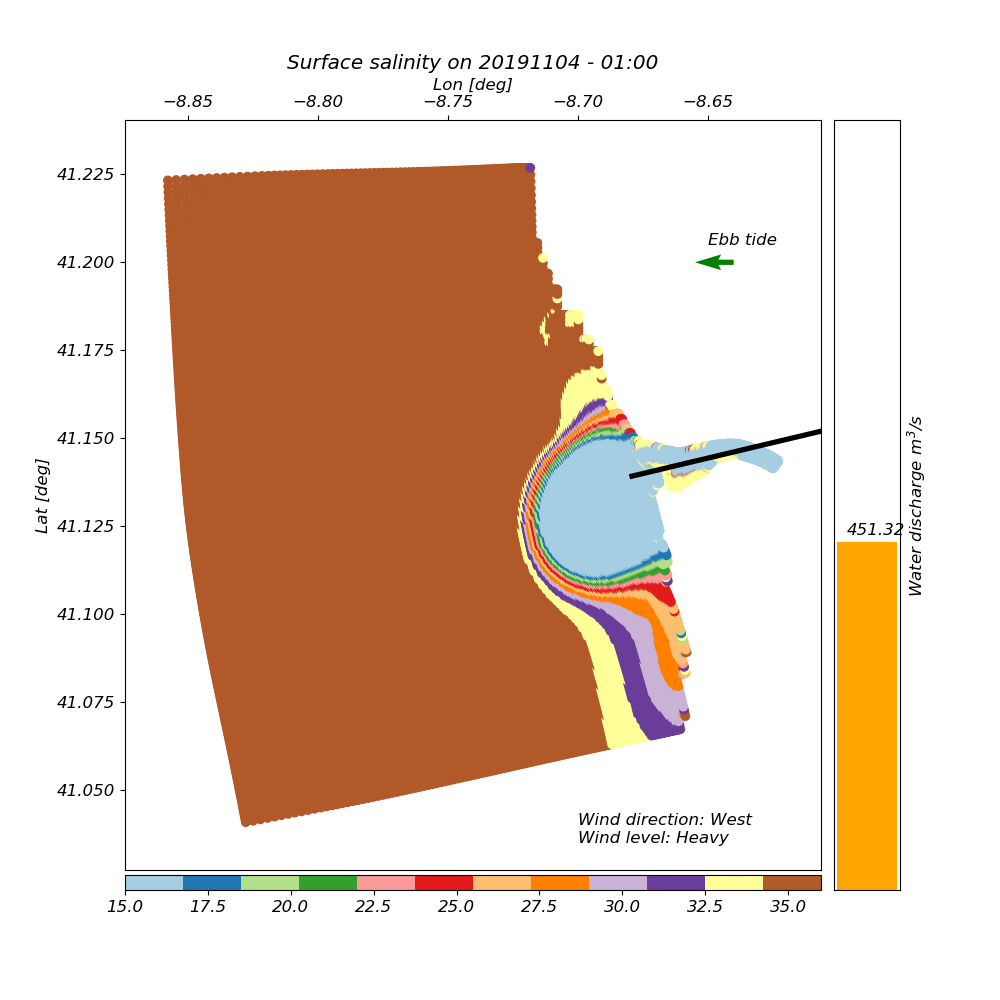 Surface salinity on 20191104 - 01:00
Lon [deg]
−8.85 −8.80 −8.75 −8.70 −8.65
41.225
Ebb tide
41.200
41.175
41.150
41.125
41.100
41.075
41.050
Lat [deg]
451.32
Water discharge m³/s
Wind direction: West
Wind level: Heavy
15.0 17.5 20.0 22.5 25.0 27.5 30.0 32.5 35.0